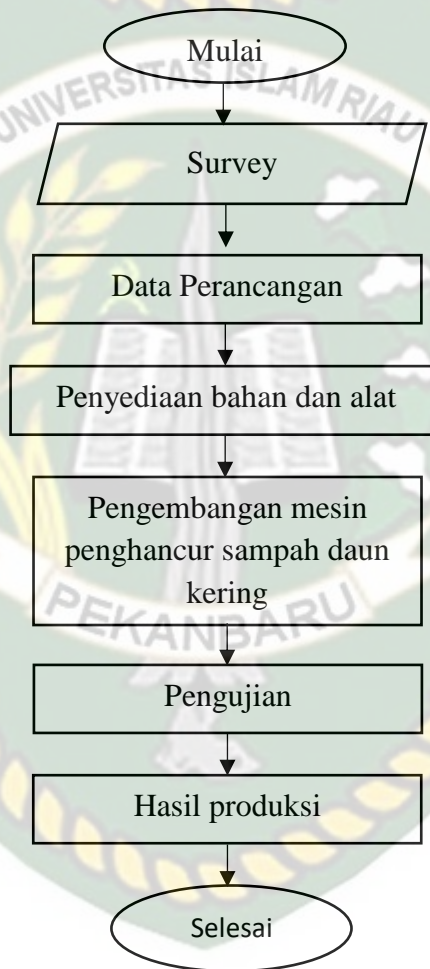 Mulai
UNIVERSITAS ISLAM RIAU
Survey
Data Perancangan
Penyediaan bahan dan alat
Pengembangan mesin
penghancur sampah daun
kering
PEKANBARU
Pengujian
Hasil produksi
Selesai